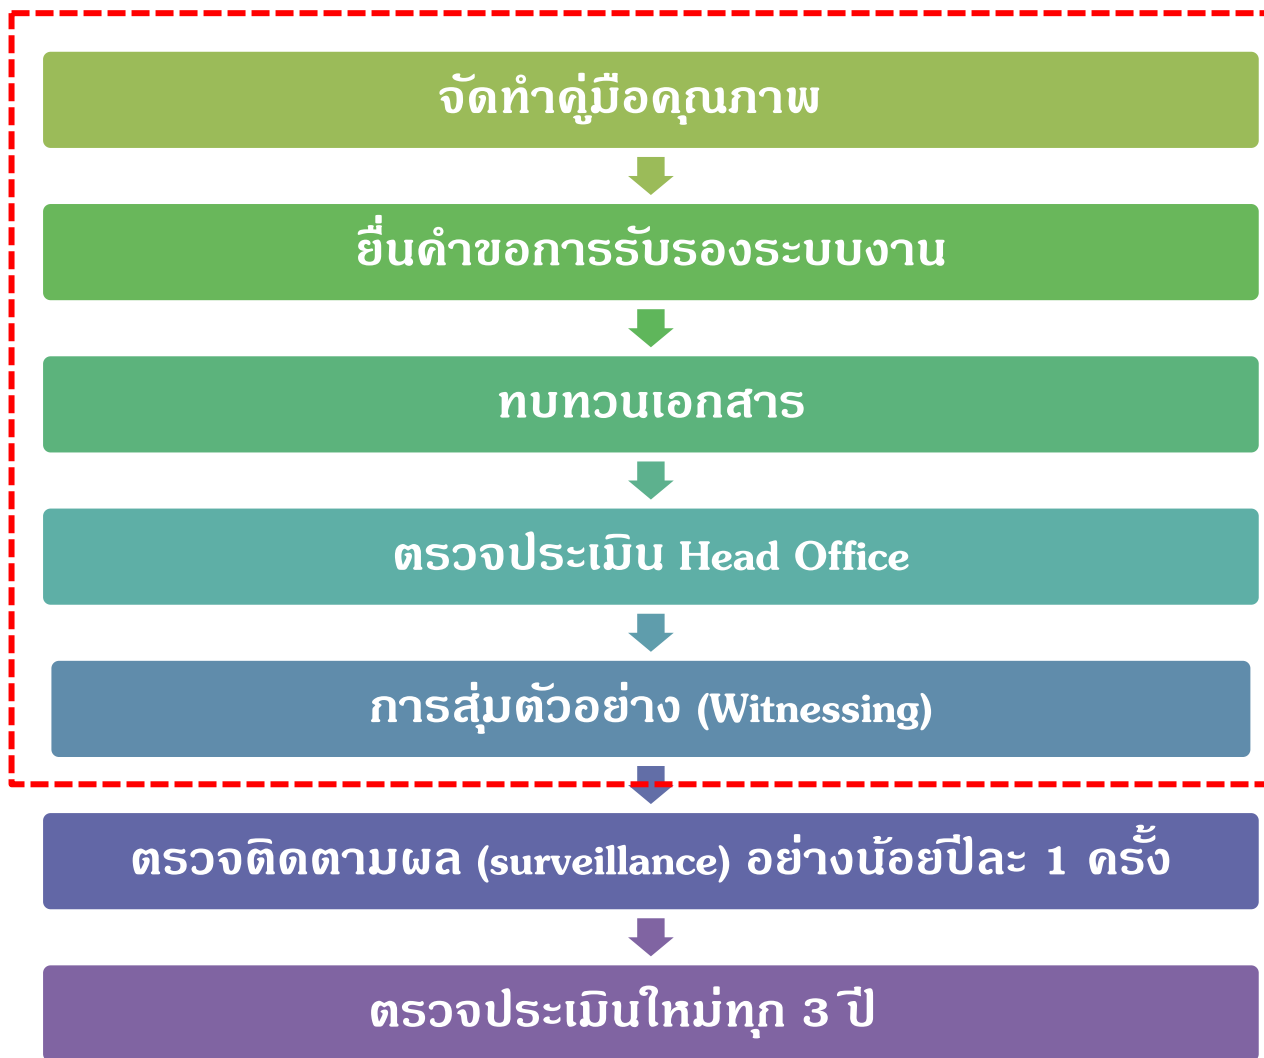 จัดทำคู่มือคุณภาพ
ยื่นคำขอการรับรองระบบงาน
ทบทวนเอกสาร
ตรวจประเมิน Head Office
การสุ่มตัวอย่าง (Witnessing)
ตรวจติดตามผล (surveillance) อย่างน้อยปีละ 1 ครั้ง
ตรวจประเมินใหม่ทุก 3 ปี